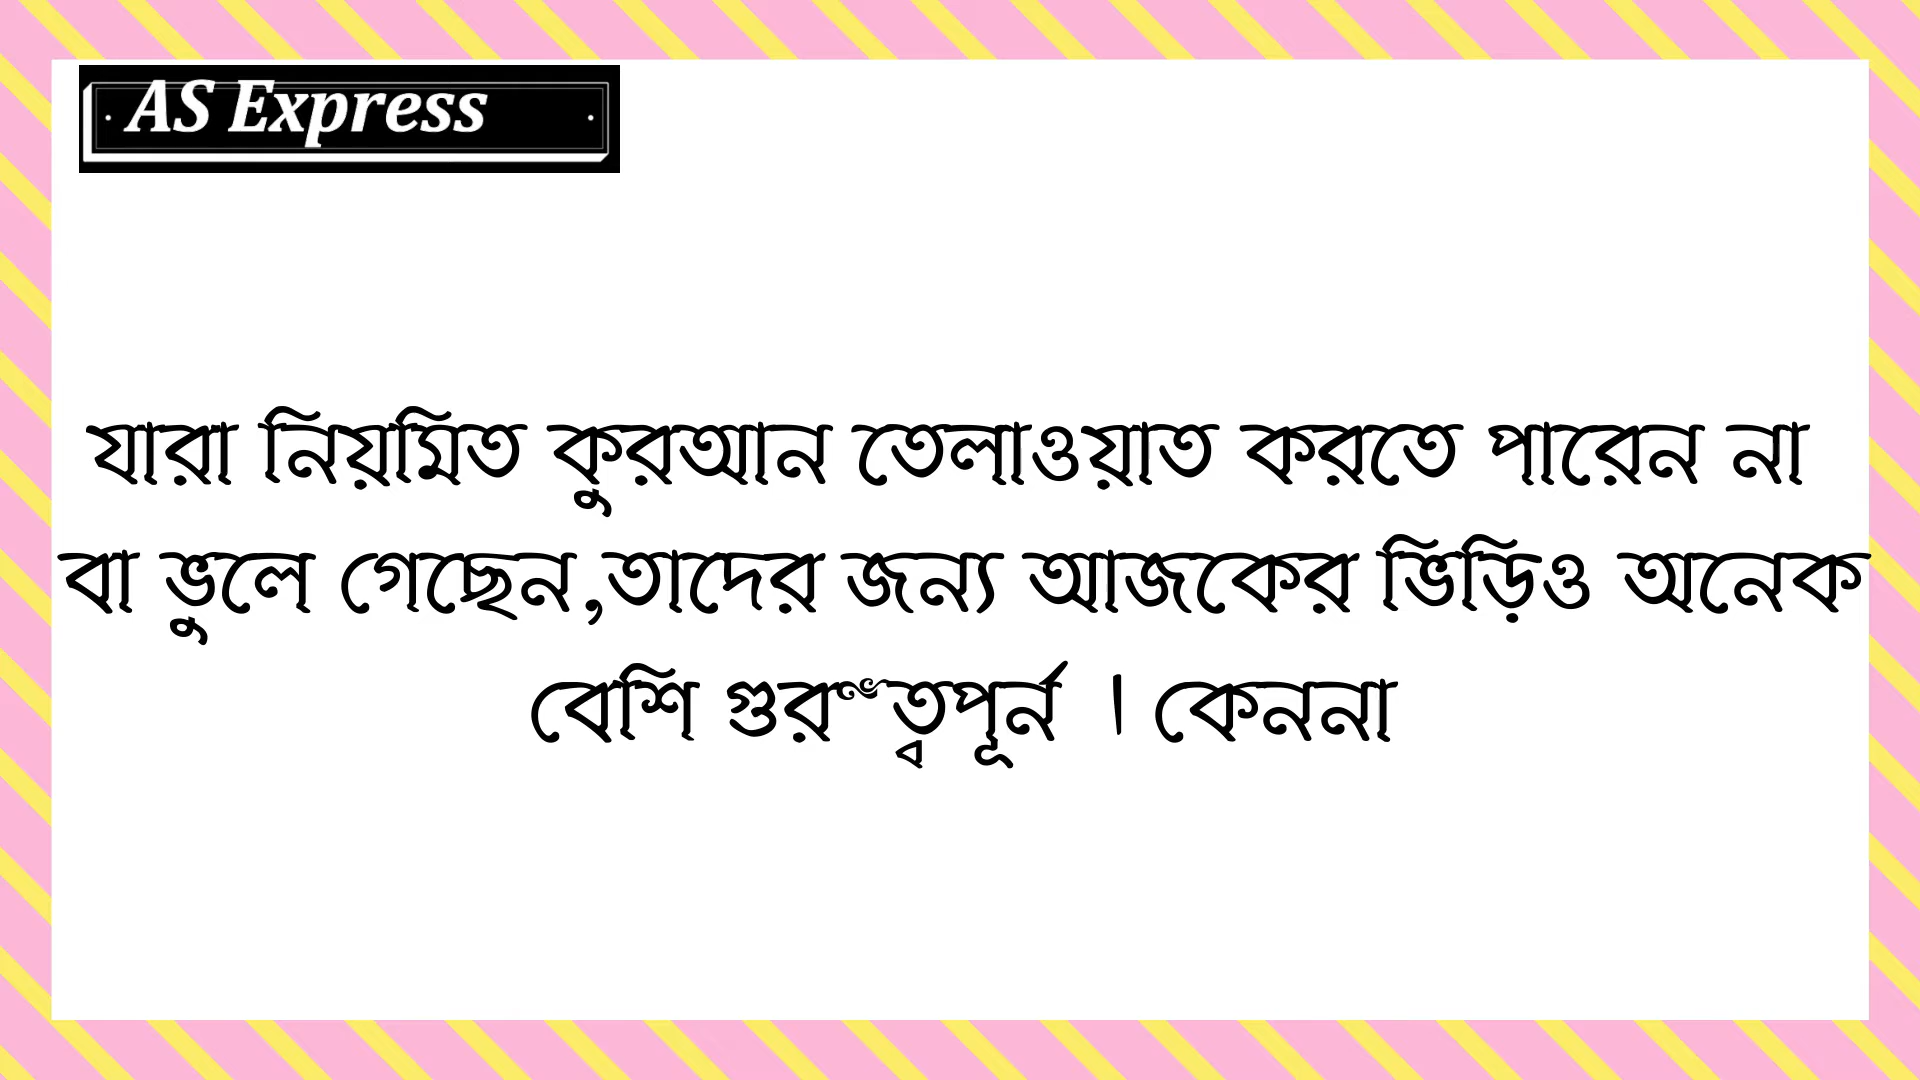 AS Express
যারা নিয়মিত কুরআন তেলাওয়াত করতে পারেন না
বা ভুলে গেছেন,তাদের জন্য আজকের ভিড়িও অনেক
বেশি গুর“ত্বপূর্ন । কেননা